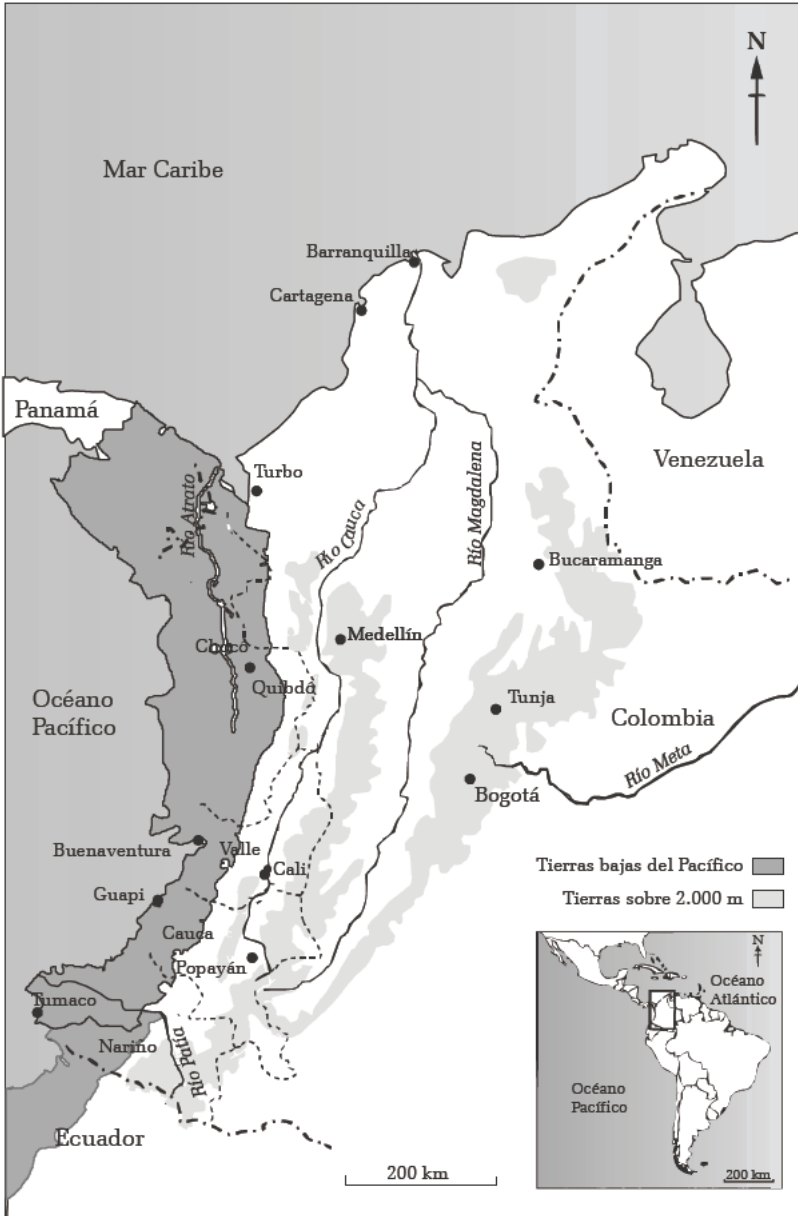 N
Mar Caribe
Barranquilla
Cartagena
Panamá
Turbo
Río Atrato
Río Cauca
Río Magdalena
Venezuela
Bucaramanga
Medellín
Chocó
Quibdó
Océano
Pacífico
Tunja
Colombia
Río Meta
Bogotá
Buenaventura
Valle
Cali
Guapi
Cauca
Popayán
Tumaco
Nariño
Río Patía
Ecuador
200 km
Tierras bajas del Pacífico
Tierras sobre 2.000 m
N
Océano
Atlántico
Océano
Pacífico
200 km